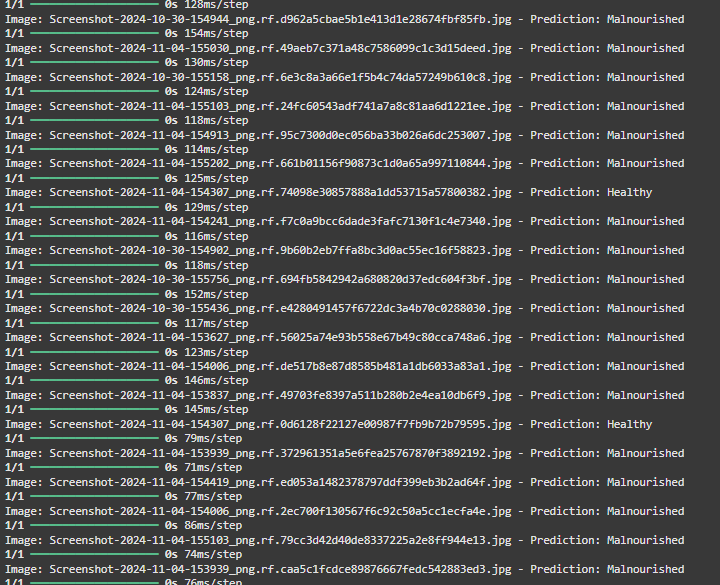 1/1 ━━━━━━━━━━━━━━━━━━━━ 0s 128ms/step
Image: Screenshot-2024-10-30-154944_png.rf.d962a5cbae5b1e413d1e28674fbf85fb.jpg - Prediction: Malnourished
1/1 ━━━━━━━━━━━━━━━━━━━━ 0s 154ms/step
Image: Screenshot-2024-11-04-155030_png.rf.49aeb7c371a48c7586099c1c3d15deed.jpg - Prediction: Malnourished
1/1 ━━━━━━━━━━━━━━━━━━━━ 0s 130ms/step
Image: Screenshot-2024-10-30-155158_png.rf.6e3c8a3a66e1f5b4c74da57249b610c8.jpg - Prediction: Malnourished
1/1 ━━━━━━━━━━━━━━━━━━━━ 0s 124ms/step
Image: Screenshot-2024-11-04-155103_png.rf.24fc60543adf741a7a8c81aa6d1221ee.jpg - Prediction: Malnourished
1/1 ━━━━━━━━━━━━━━━━━━━━ 0s 118ms/step
Image: Screenshot-2024-11-04-154913_png.rf.95c7300d0ec056ba33b026a6dc253007.jpg - Prediction: Malnourished
1/1 ━━━━━━━━━━━━━━━━━━━━ 0s 114ms/step
Image: Screenshot-2024-11-04-155202_png.rf.661b01156f90873c1d0a65a997110844.jpg - Prediction: Malnourished
1/1 ━━━━━━━━━━━━━━━━━━━━ 0s 125ms/step
Image: Screenshot-2024-11-04-154307_png.rf.74098e30857888a1dd53715a57800382.jpg - Prediction: Healthy
1/1 ━━━━━━━━━━━━━━━━━━━━ 0s 129ms/step
Image: Screenshot-2024-11-04-154241_png.rf.f7c0a9bcc6dade3fafc7130f1c4e7340.jpg - Prediction: Malnourished
1/1 ━━━━━━━━━━━━━━━━━━━━ 0s 116ms/step
Image: Screenshot-2024-10-30-154902_png.rf.9b60b2eb7ffa8bc3d0ac55ec16f58823.jpg - Prediction: Malnourished
1/1 ━━━━━━━━━━━━━━━━━━━━ 0s 118ms/step
Image: Screenshot-2024-10-30-155756_png.rf.694fb5842942a680820d37edc604f3bf.jpg - Prediction: Malnourished
1/1 ━━━━━━━━━━━━━━━━━━━━ 0s 152ms/step
Image: Screenshot-2024-10-30-155436_png.rf.e4280491457f6722dc3a4b70c0288030.jpg - Prediction: Malnourished
1/1 ━━━━━━━━━━━━━━━━━━━━ 0s 117ms/step
Image: Screenshot-2024-11-04-153627_png.rf.56025a74e93b558e67b49c80cca748a6.jpg - Prediction: Malnourished
1/1 ━━━━━━━━━━━━━━━━━━━━ 0s 123ms/step
Image: Screenshot-2024-11-04-154006_png.rf.de517b8e87d8585b481a1db6033a83a1.jpg - Prediction: Malnourished
1/1 ━━━━━━━━━━━━━━━━━━━━ 0s 146ms/step
Image: Screenshot-2024-11-04-153837_png.rf.49703fe8397a511b280b2e4ea10db6f9.jpg - Prediction: Malnourished
1/1 ━━━━━━━━━━━━━━━━━━━━ 0s 145ms/step
Image: Screenshot-2024-11-04-154307_png.rf.0d6128f22127e00987f7fb9b72b79595.jpg - Prediction: Healthy
1/1 ━━━━━━━━━━━━━━━━━━━━ 0s 79ms/step
Image: Screenshot-2024-11-04-153939_png.rf.372961351a5e6fea25767870f3892192.jpg - Prediction: Malnourished
1/1 ━━━━━━━━━━━━━━━━━━━━ 0s 71ms/step
Image: Screenshot-2024-11-04-154419_png.rf.ed053a1482378797ddf399eb3b2ad64f.jpg - Prediction: Malnourished
1/1 ━━━━━━━━━━━━━━━━━━━━ 0s 77ms/step
Image: Screenshot-2024-11-04-154006_png.rf.2ec700f130567f6c92c50a5cc1ecfa4e.jpg - Prediction: Malnourished
1/1 ━━━━━━━━━━━━━━━━━━━━ 0s 86ms/step
Image: Screenshot-2024-11-04-155103_png.rf.79cc3d42d40de8337225a2e8ff944e13.jpg - Prediction: Malnourished
1/1 ━━━━━━━━━━━━━━━━━━━━ 0s 74ms/step
Image: Screenshot-2024-11-04-153939_png.rf.caa5c1fcdce89876667fedc542883ed3.jpg - Prediction: Malnourished
1/1 ━━━━━━━━━━━━━━━━━━━━ 0s 76ms/step